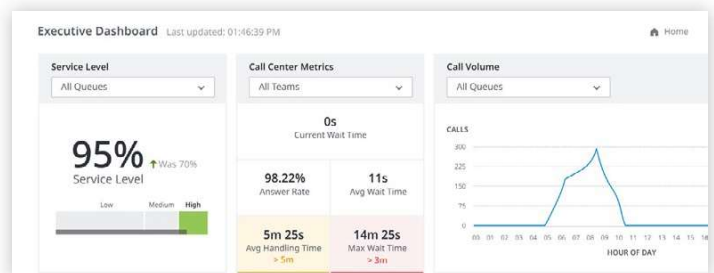 Executive Dashboard Last updated: 01:46:39 PM
Home
Service Level
All Queues
95%
Was 70%
Service Level
Low Medium High
Call Center Metrics
All Teams
0s
Current Wait Time
98.22%
Answer Rate
11s
Avg Wait Time
5m 25s
Avg Handling Time
> 5m
14m 25s
Max Wait Time
> 3m
Call Volume
All Queues
CALLS
300
225
150
75
0
00 01 02 03 04 05 06 07 08 09 10 11 12 13 14 15
HOUR OF DAY